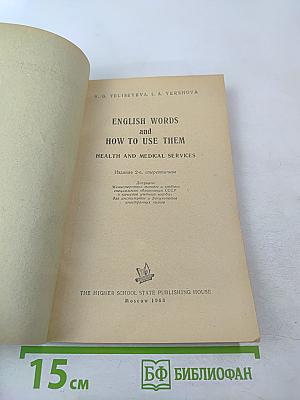 V. G. YELISEYEVA, I. A. YERSHOVA
ENGLISH WORDS
and
HOW TO USE THEM
HEALTH AND MEDICAL SERVICES
Издание 2-е, стереотипное
Допущено
Министерством высшего и среднего
специального образования СССР
в качестве учебного пособия
для институтов и факультетов
иностранных языков
THE HIGHER SCHOOL STATE PUBLISHING HOUSE
Moscow 1963
15 см
БФ БИБЛИОФАН